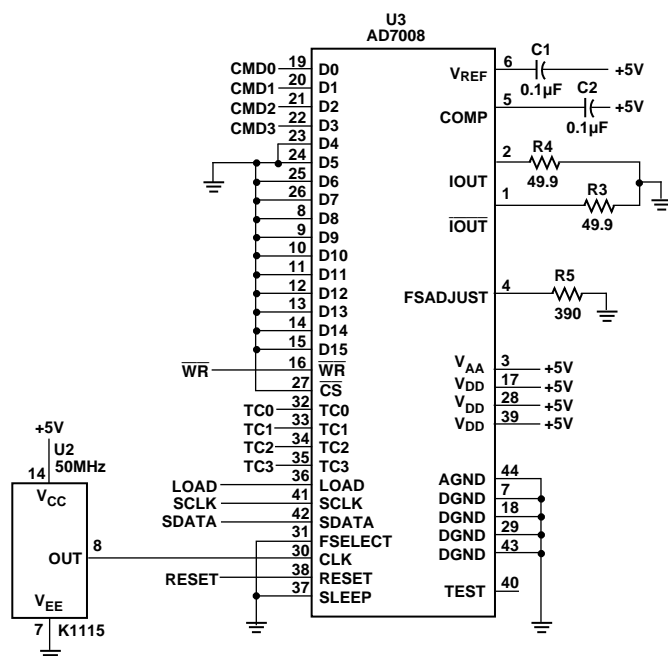 U3
AD7008
CMD0 19 D0
CMD1 20 D1
CMD2 21 D2
CMD3 22 D3
23 D4
24 D5
25 D6
26 D7
8 D8
9 D9
10 D10
11 D11
12 D12
13 D13
14 D14
15 D15
WR 16 WR
27 CS
TC0 32 TC0
TC1 33 TC1
TC2 34 TC2
TC3 35 TC3
LOAD 36 LOAD
SCLK 41 SCLK
SDATA 42 SDATA
31 FSELECT
30 CLK
RESET 38 RESET
37 SLEEP
VREF 6 C1 +5V
0.1µF
COMP 5 C2 +5V
0.1µF
IOUT 2 R4
49.9
IOUT 1 R3
49.9
FSADJUST 4 R5
390
VAA 3 +5V
VDD 17 +5V
VDD 28 +5V
VDD 39 +5V
AGND 44
DGND 7
DGND 18
DGND 29
DGND 43
TEST 40
+5V
U2
50MHz
14
VCC
OUT 8
VEE
7 K1115